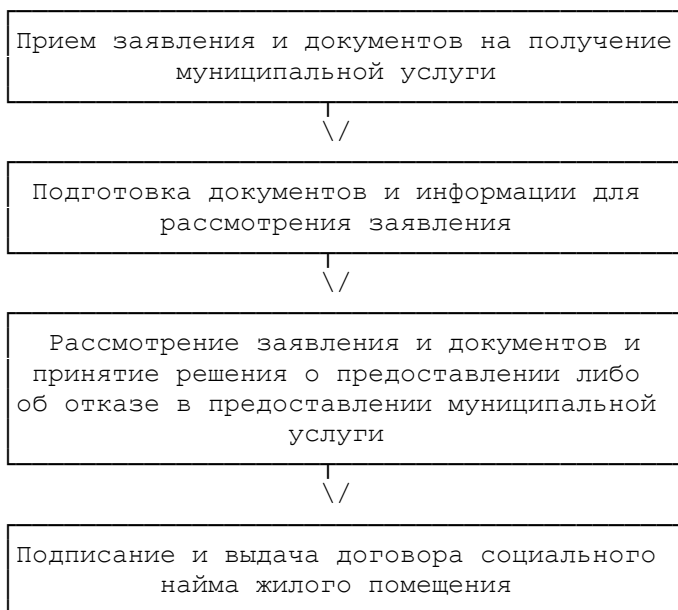 Прием заявления и документов на получение
муниципальной услуги
\/
Подготовка документов и информации для
рассмотрения заявления
\/
Рассмотрение заявления и документов и
принятие решения о предоставлении либо
об отказе в предоставлении муниципальной
услуги
\/
Подписание и выдача договора социального
найма жилого помещения